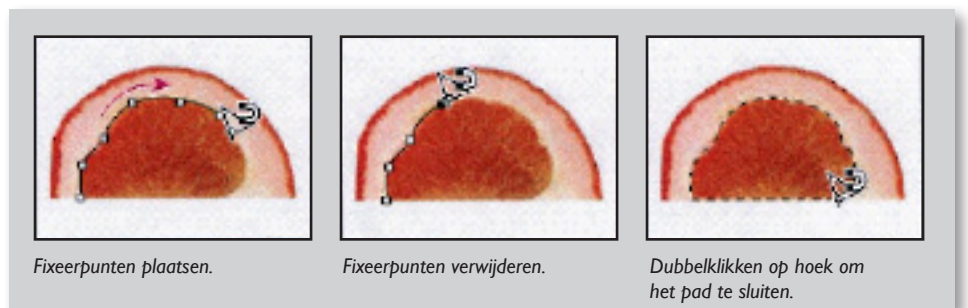 Fixeerpunten plaatsen.
Fixeerpunten verwijderen.
Dubbelklikken op hoek om
het pad te sluiten.